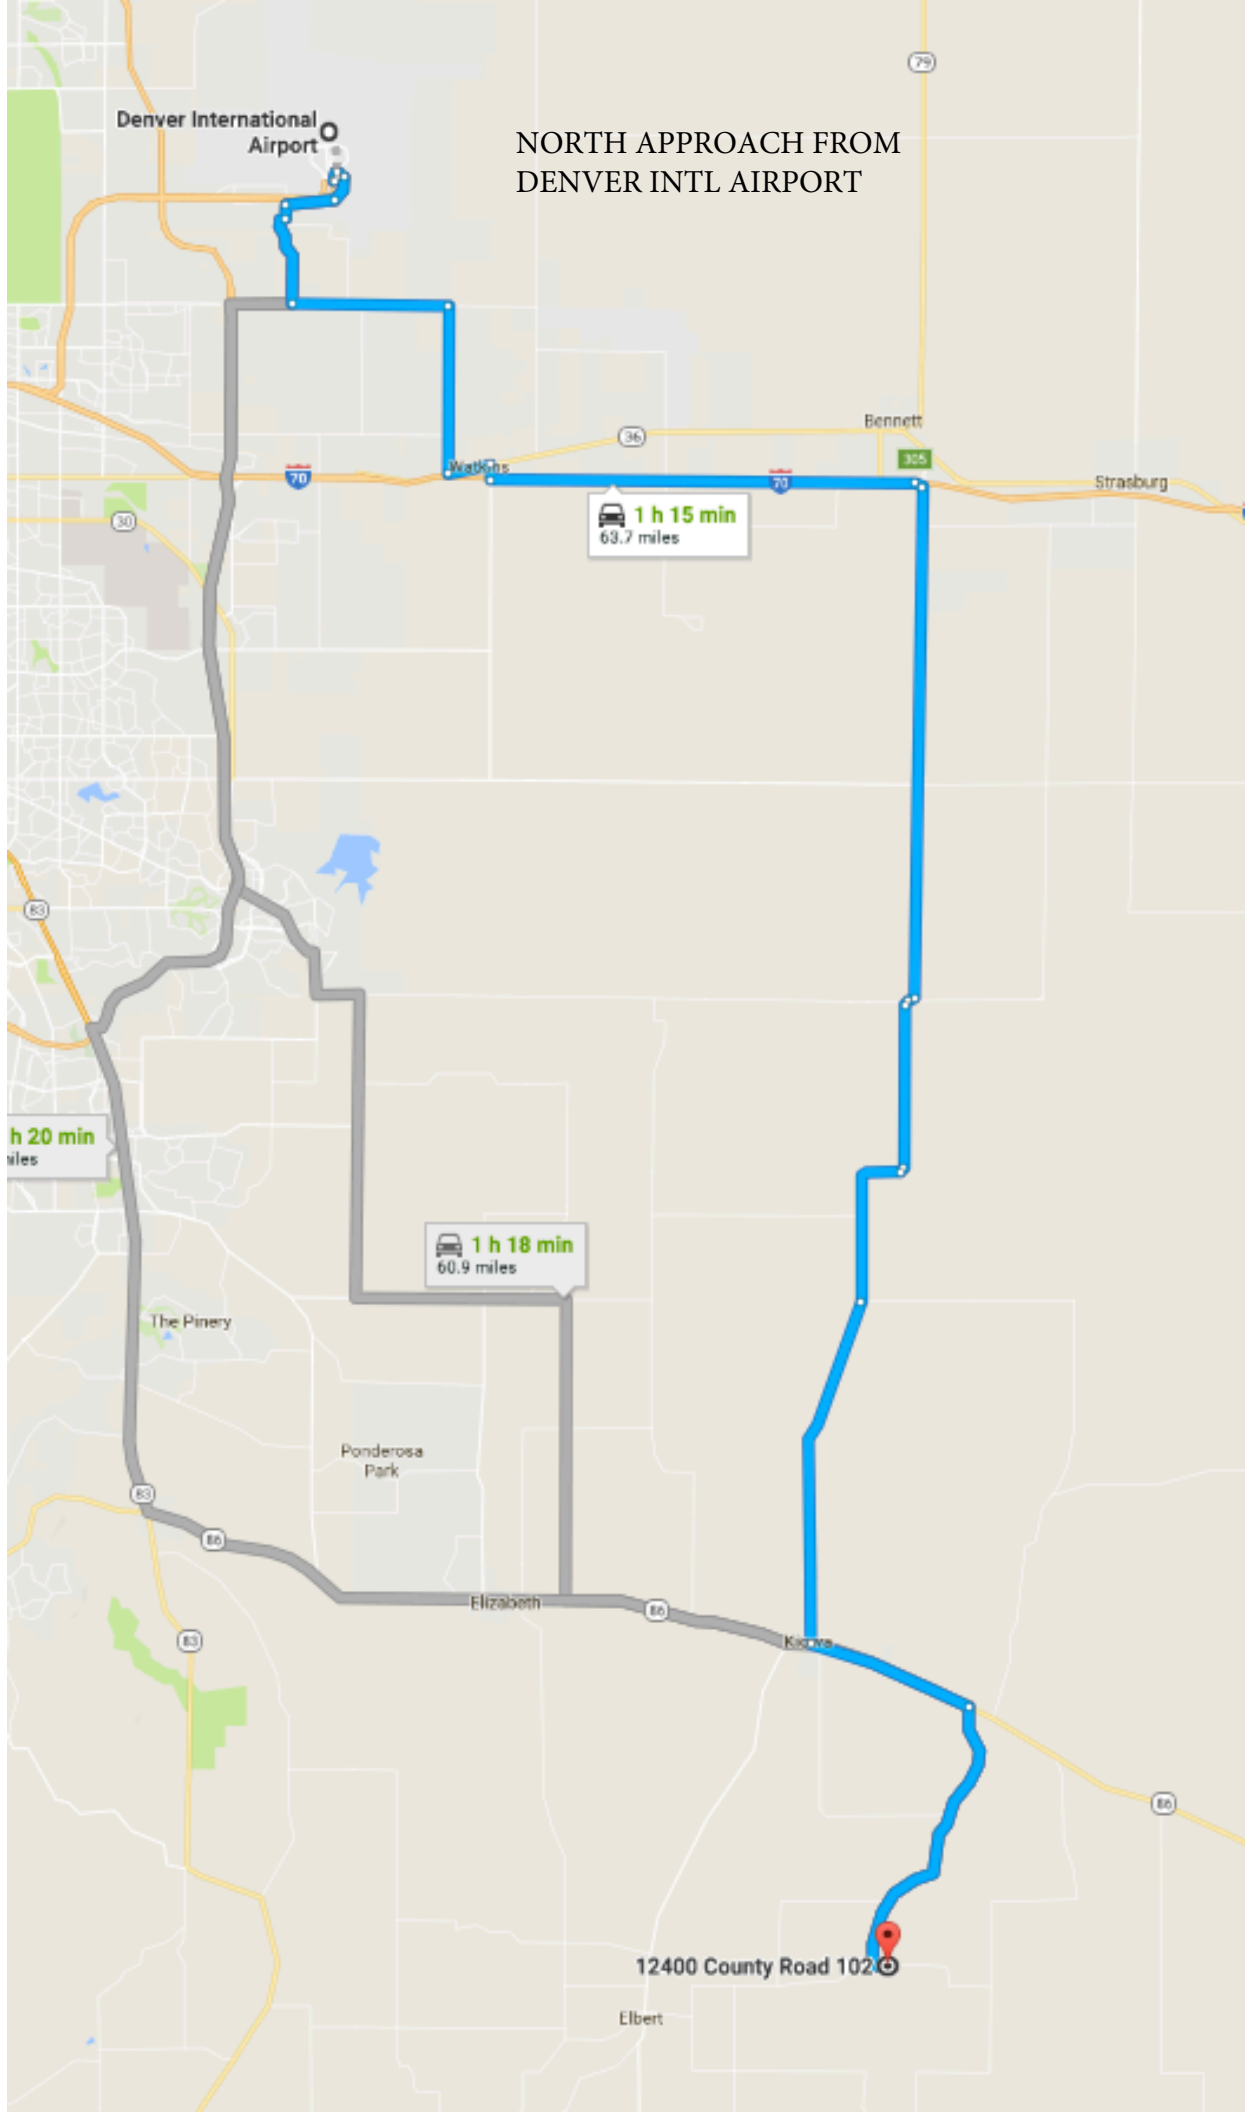 79
Denver International
Airport
NORTH APPROACH FROM
DENVER INTL AIRPORT
Bennett
36
305
Watkins
70
70
Strasburg
1 h 15 min
63.7 miles
30
83
h 20 min
miles
1 h 18 min
60.9 miles
The Pinery
Ponderosa
Park
83
86
Elizabeth
86
Kiowa
83
86
12400 County Road 102
Elbert